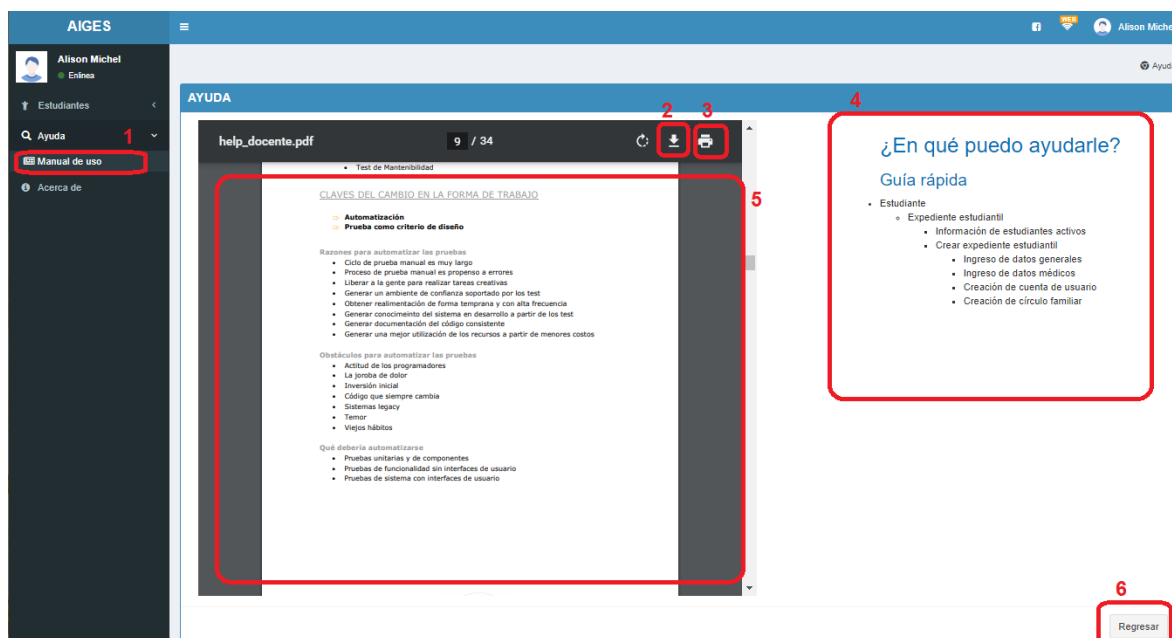 AIGES
WEB
Alison Miche
Alison Michel
Enlinea
Ayud
Estudiantes
AYUDA
Ayuda
1
Manual de uso
Acerca de
2
3
4
help_docente.pdf
9 / 34
Test de Mantenibilidad
CLAVES DEL CAMBIO EN LA FORMA DE TRABAJO
Automatización
Prueba como criterio de diseño
Razones para automatizar las pruebas
Ciclo de prueba manual es muy largo
Proceso de prueba manual es propenso a errores
Liberar a la gente para realizar tareas creativas
Generar un ambiente de confianza soportado por los test
Obtener realimentación de forma temprana y con alta frecuencia
Generar conocimeinto del sistema en desarrollo a partir de los test
Generar documentación del código consistente
Generar una mejor utilización de los recursos a partir de menores costos
Obstáculos para automatizar las pruebas
Actitud de los programadores
La joroba de dolor
Inversión inicial
Código que siempre cambia
Sistemas legacy
Temor
Viejos hábitos
Qué debería automatizarse
Pruebas unitarias y de componentes
Pruebas de funcionalidad sin interfaces de usuario
Pruebas de sistema con interfaces de usuario
5
¿En qué puedo ayudarle?
Guía rápida
Estudiante
Expediente estudiantil
Información de estudiantes activos
Crear expediente estudiantil
Ingreso de datos generales
Ingreso de datos médicos
Creación de cuenta de usuario
Creación de círculo familiar
6
Regresar